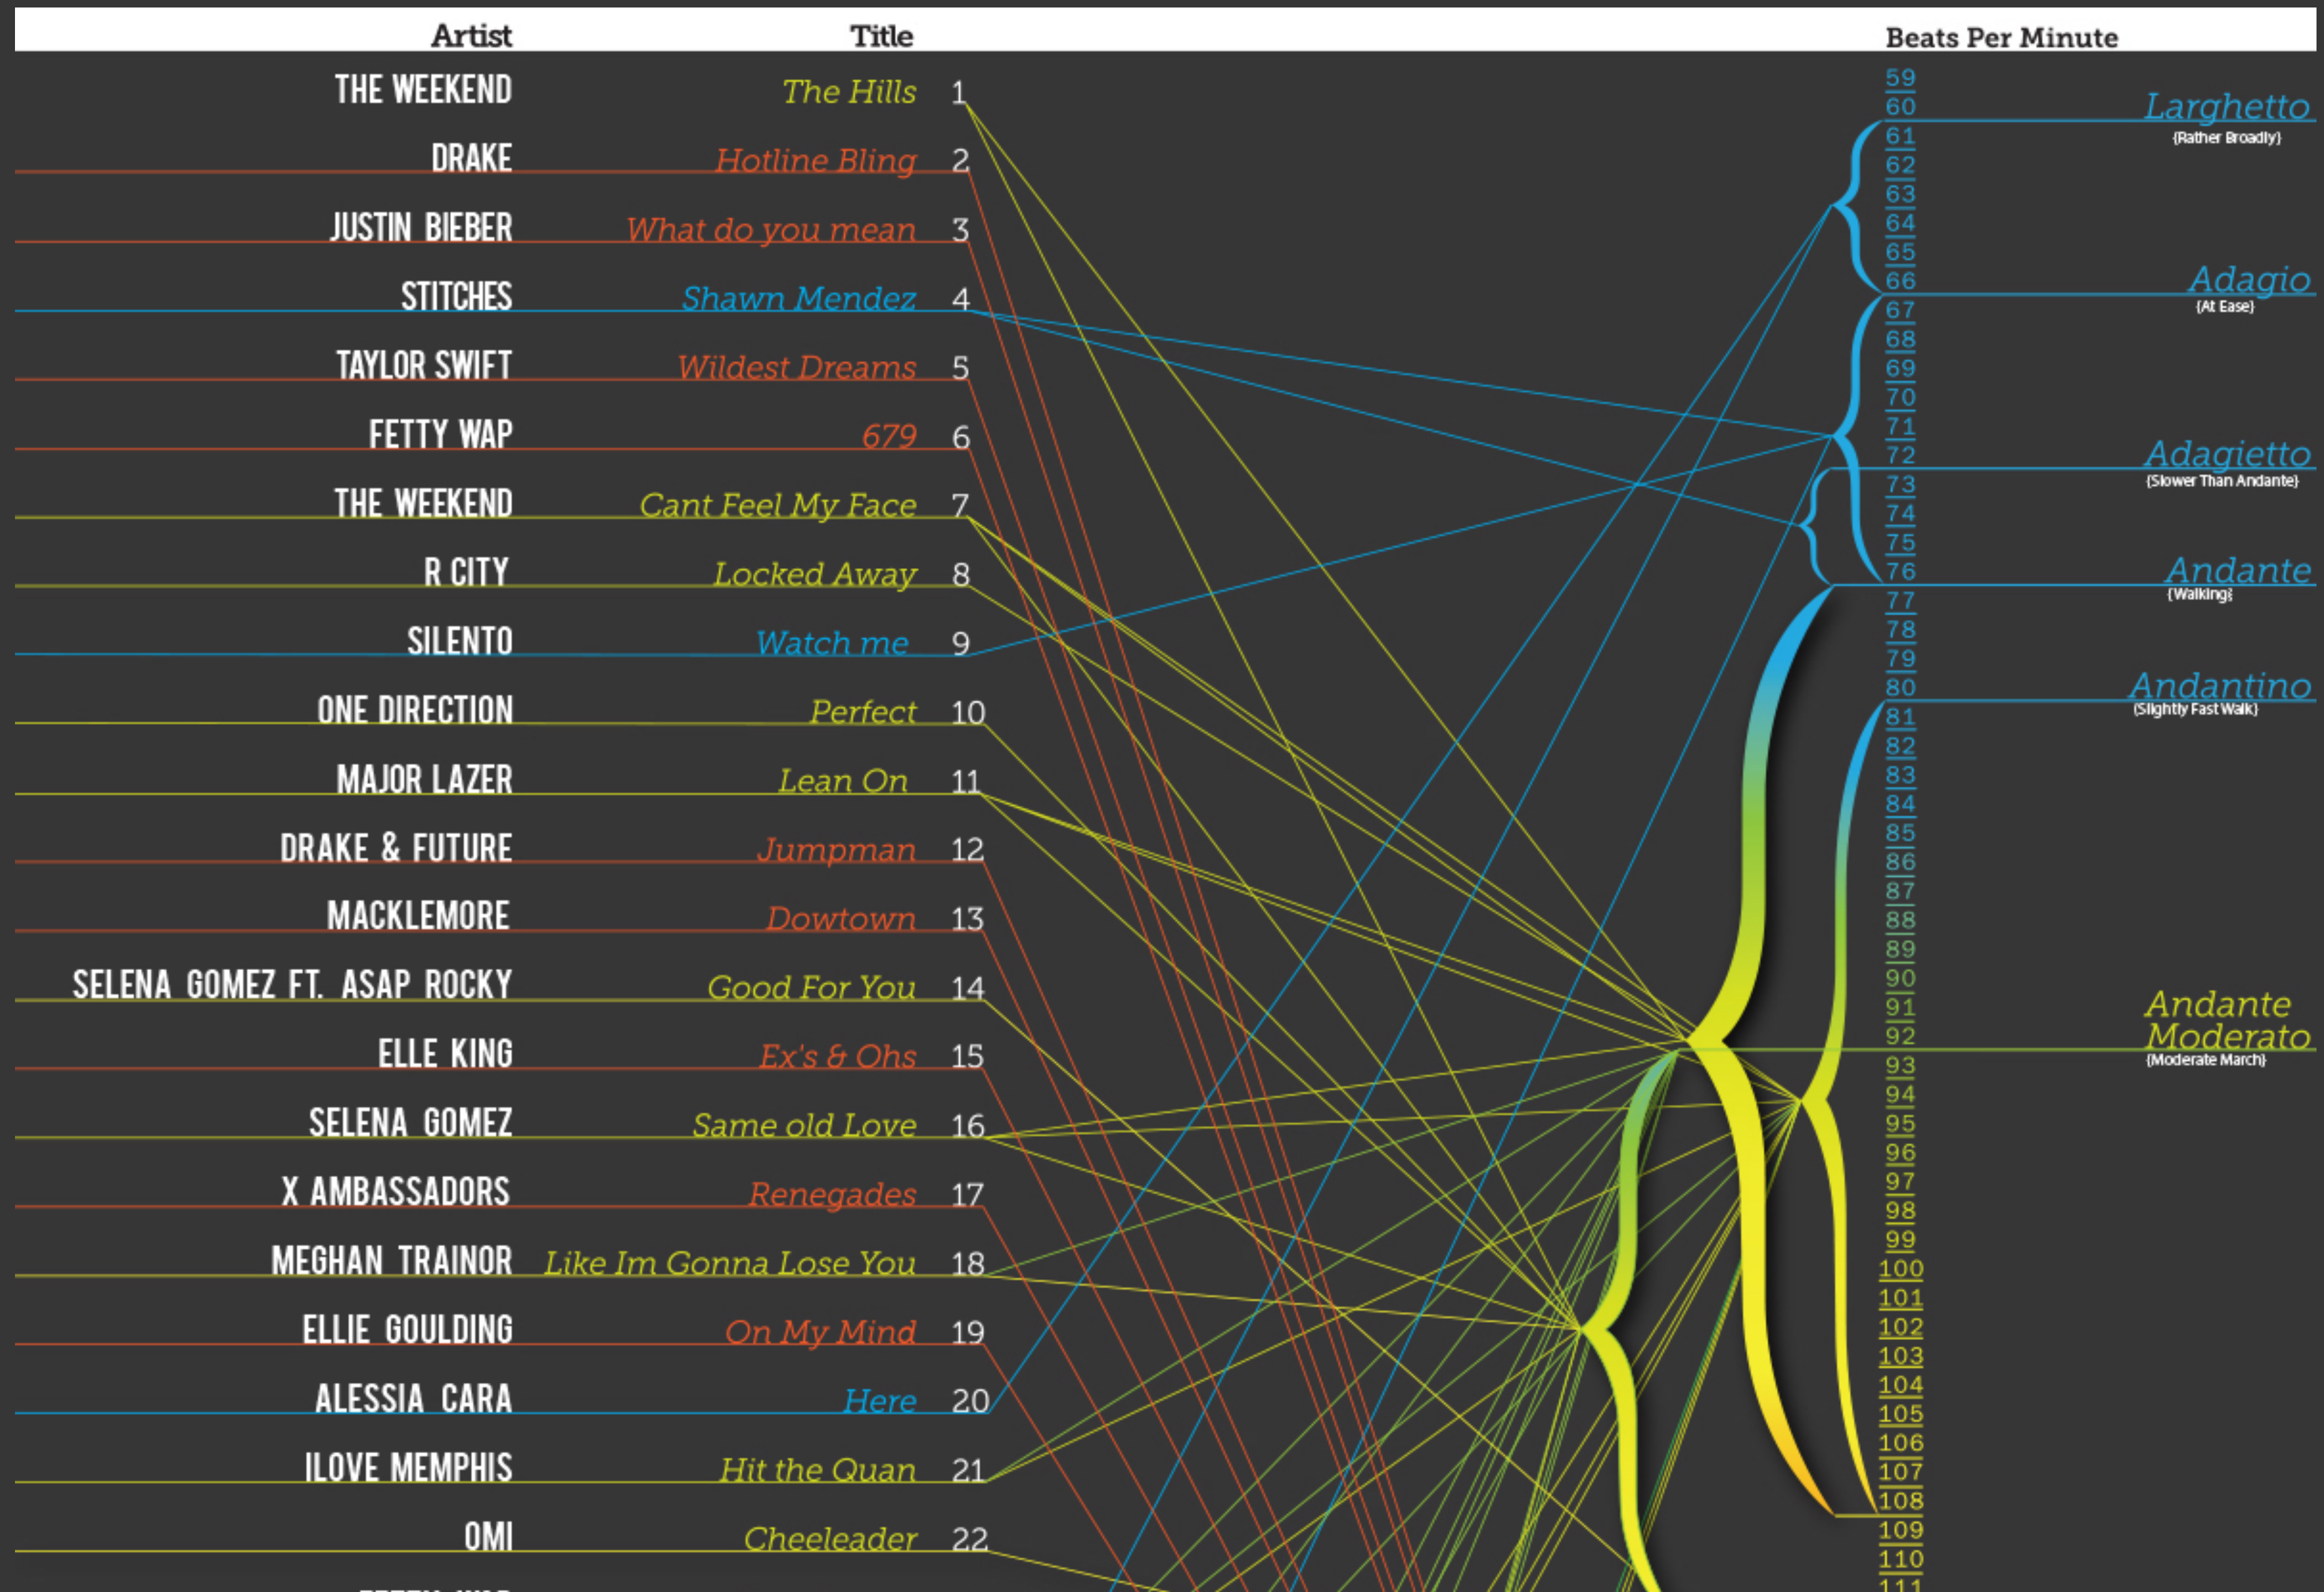 Artist Title Beats Per Minute
THE WEEKEND The Hills 1
DRAKE Hotline Bling 2
JUSTIN BIEBER What do you mean 3
STITCHES Shawn Mendez 4
TAYLOR SWIFT Wildest Dreams 5
FETTY WAP 679 6
THE WEEKEND Cant Feel My Face 7
R CITY Locked Away 8
SILENTO Watch me 9
ONE DIRECTION Perfect 10
MAJOR LAZER Lean On 11
DRAKE & FUTURE Jumpman 12
MACKLEMORE Dowtown 13
SELENA GOMEZ FT. ASAP ROCKY Good For You 14
ELLE KING Ex's & Ohs 15
SELENA GOMEZ Same old Love 16
X AMBASSADORS Renegades 17
MEGHAN TRAINOR Like Im Gonna Lose You 18
ELLIE GOULDING On My Mind 19
ALESSIA CARA Here 20
ILOVE MEMPHIS Hit the Quan 21
OMI Cheeleader 22
59
60
61
62
63
64
65
66
67
68
69
70
71
72
73
74
75
76
77
78
79
80
81
82
83
84
85
86
87
88
89
90
91
92
93
94
95
96
97
98
99
100
101
102
103
104
105
106
107
108
109
110
111
Larghetto
{Rather Broadly}
Adagio
{At Ease}
Adagietto
{Slower Than Andante}
Andante
{Walking}
Andantino
{Slightly Fast Walk}
Andante
Moderato
{Moderate March}